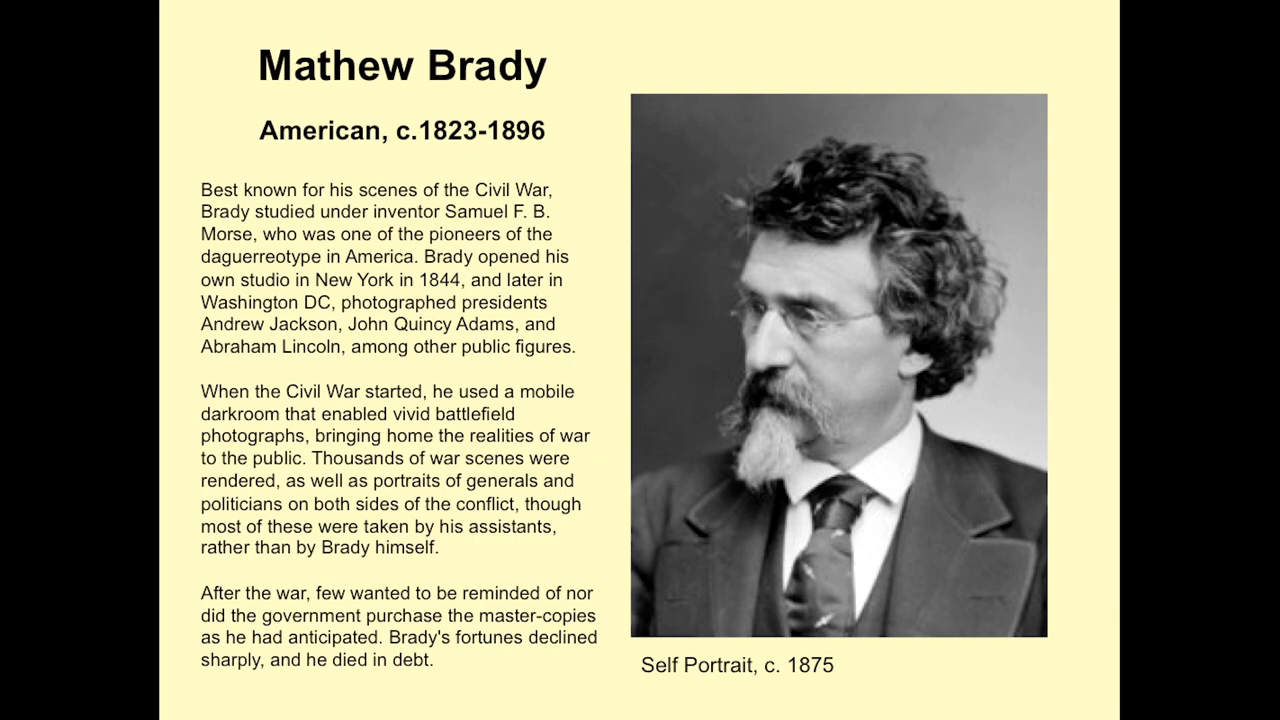 Mathew Brady
American, c.1823-1896
Best known for his scenes of the Civil War,
Brady studied under inventor Samuel F. B.
Morse, who was one of the pioneers of the
daguerreotype in America. Brady opened his
own studio in New York in 1844, and later in
Washington DC, photographed presidents
Andrew Jackson, John Quincy Adams, and
Abraham Lincoln, among other public figures.
When the Civil War started, he used a mobile
darkroom that enabled vivid battlefield
photographs, bringing home the realities of war
to the public. Thousands of war scenes were
rendered, as well as portraits of generals and
politicians on both sides of the conflict, though
most of these were taken by his assistants,
rather than by Brady himself.
After the war, few wanted to be reminded of nor
did the government purchase the master-copies
as he had anticipated. Brady's fortunes declined
sharply, and he died in debt.
Self Portrait, c. 1875